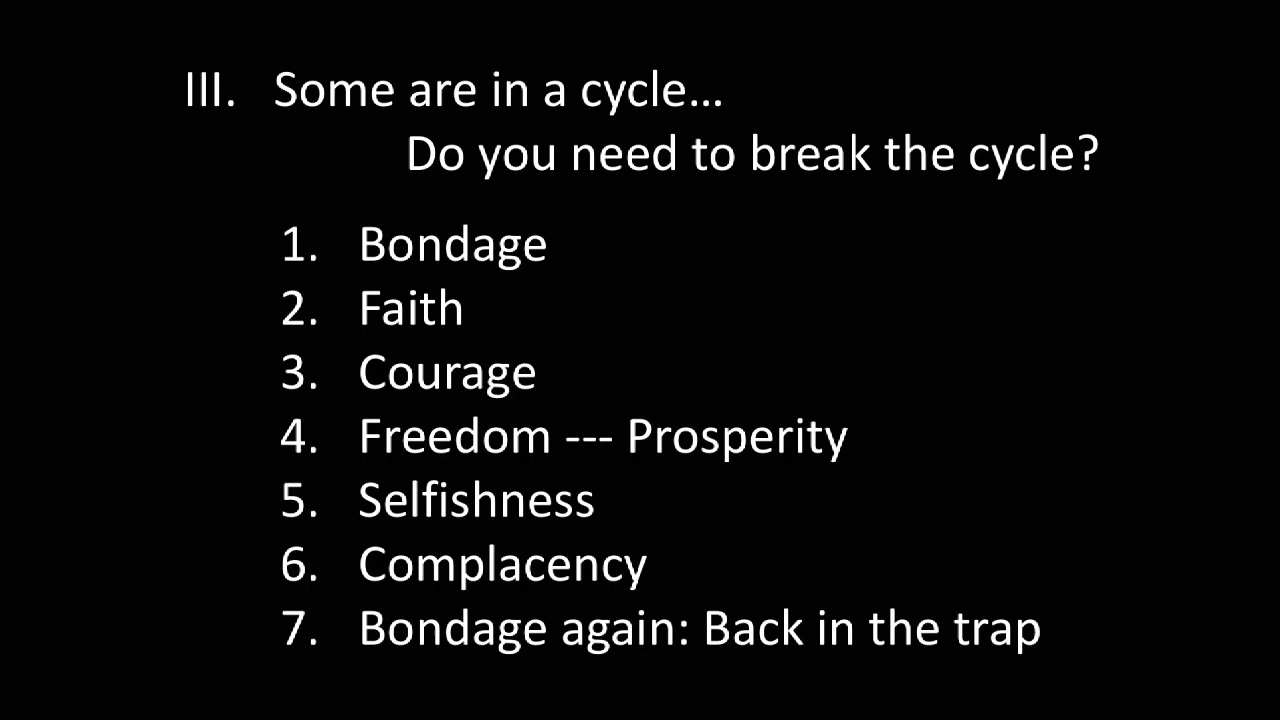 III. Some are in a cycle…
Do you need to break the cycle?
1. Bondage
2. Faith
3. Courage
4. Freedom --- Prosperity
5. Selfishness
6. Complacency
7. Bondage again: Back in the trap